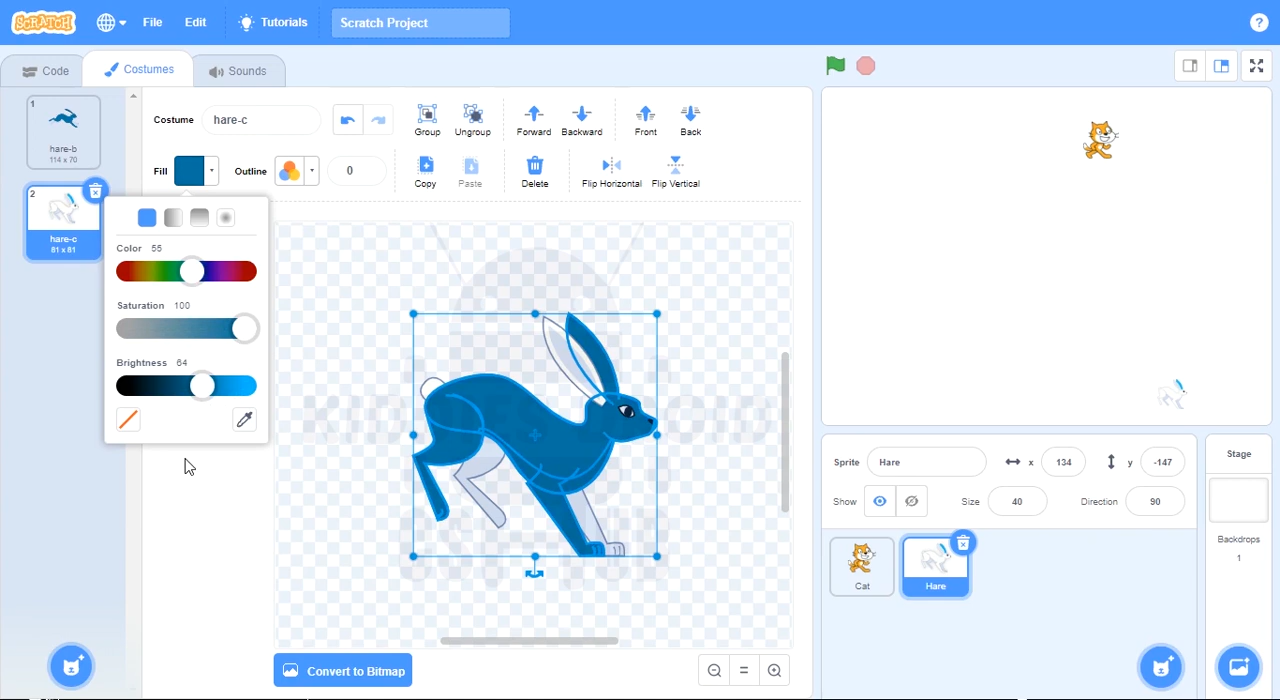 SCRATCH File Edit Tutorials Scratch Project ?
Code Costumes Sounds
1
hare-b
114 x 70
2
hare-c
81 x 81
Costume hare-c
Group Ungroup Forward Backward Front Back
Fill Outline 0
Copy Paste Delete Flip Horizontal Flip Vertical
Color 55
Saturation 100
Brightness 64
Convert to Bitmap
Sprite Hare x 134 y -147
Show Size 40 Direction 90
Cat
Hare
Stage
Backdrops
1